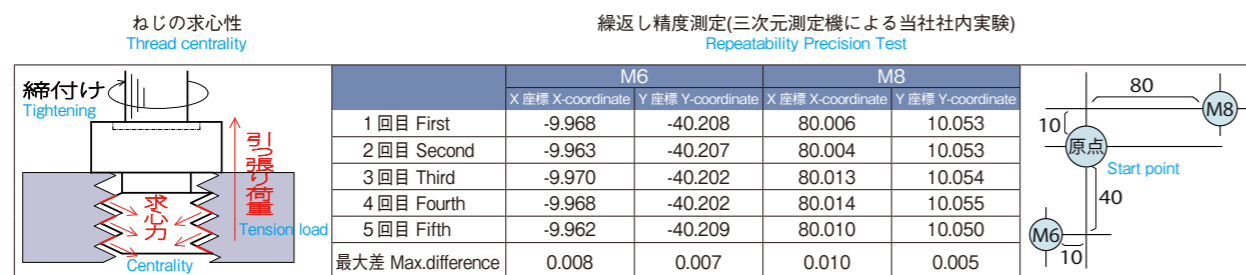 ねじの求心性
Thread centrality
繰返し精度測定(三次元測定機による当社社内実験)
Repeatability Precision Test
締付け
Tightening
引っ張り荷重
Tension load
求心力
Centrality
M6 M8
X 座標 X-coordinate Y 座標 Y-coordinate X 座標 X-coordinate Y 座標 Y-coordinate
1 回目 First -9.968 -40.208 80.006 10.053
2 回目 Second -9.963 -40.207 80.004 10.053
3 回目 Third -9.970 -40.202 80.013 10.054
4 回目 Fourth -9.968 -40.202 80.014 10.055
5 回目 Fifth -9.962 -40.209 80.010 10.050
最大差 Max.difference 0.008 0.007 0.010 0.005
80
M8
10
原点
Start point
40
M6
10